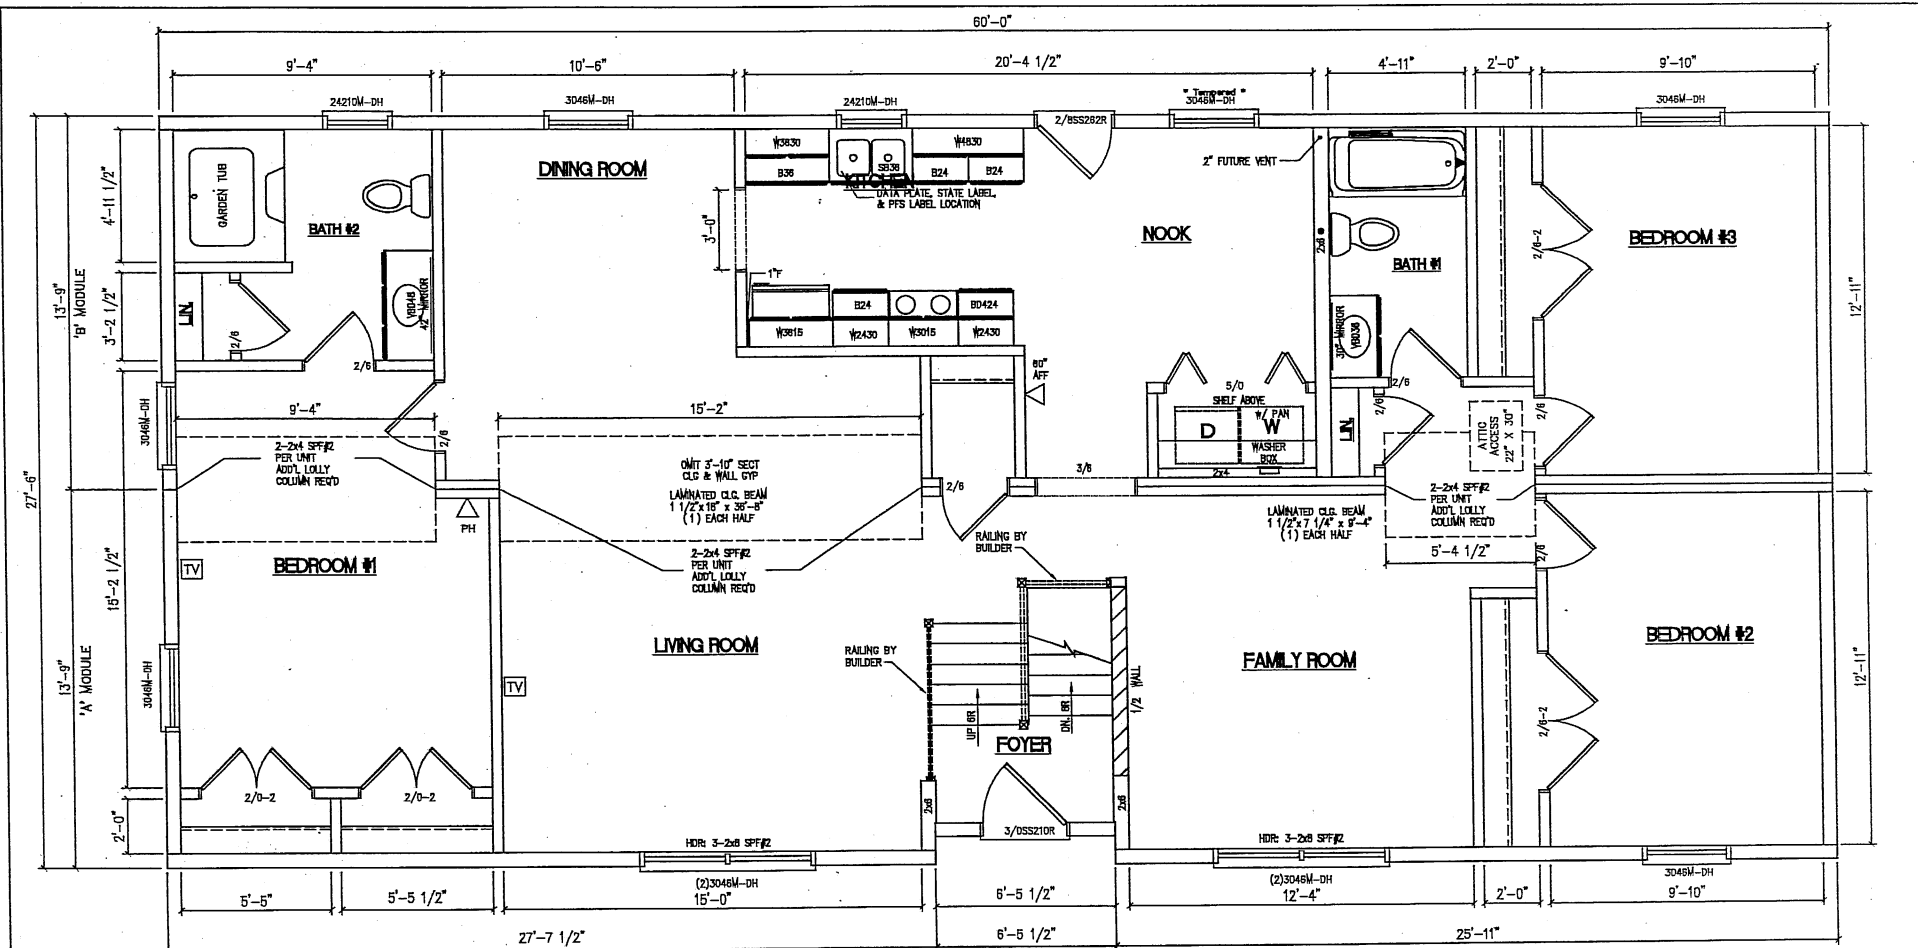 60'-0"
9'-4"
10'-6"
20'-4 1/2"
4'-11"
2'-0"
9'-10"
24210M-DH
3046M-DH
24210M-DH
" Tempered "
3046M-DH
3046M-DH
2/8SS262R
W3630
W4830
SB36
B36
B24
B24
KITCHEN
DATA PLATE, STATE LABEL,
& PFS LABEL LOCATION
2" FUTURE VENT
DINING ROOM
GARDEN TUB
BATH #2
4'-11 1/2"
3'-0"
NOOK
2x6
BATH #1
2/6-2
BEDROOM #3
27'-6"
13'-9"
'B' MODULE
3'-2 1/2"
LIN.
2/6
VBD48
42" MIRROR
2/6
1"F
B24
BD424
W3615
W2430
W3015
W2430
30" MIRROR
VBD36
2/6
12'-11"
60"
AFF
5/0
SHELF ABOVE
W/ PAN
D
W
WASHER
BOX
2x4
LIN.
2/6
ATTIC
ACCESS
22" X 30"
2/6
3046M-DH
9'-4"
15'-2"
2/6
2-2x4 SPF#2
PER UNIT
ADD'L LOLLY
COLUMN REQ'D
OMIT 3'-10" SECT
CLG & WALL GYP
LAMINATED CLG. BEAM
1 1/2"x 16" x 36'-8"
(1) EACH HALF
2/6
3/6
2-2x4 SPF#2
PER UNIT
ADD'L LOLLY
COLUMN REQ'D
LAMINATED CLG. BEAM
1 1/2"x 7 1/4" x 9'-4"
(1) EACH HALF
5'-4 1/2"
2/6
PH
RAILING BY
BUILDER
TV
BEDROOM #1
15'-2 1/2"
2-2x4 SPF#2
PER UNIT
ADD'L LOLLY
COLUMN REQ'D
13'-9"
'A' MODULE
3046M-DH
LIVING ROOM
TV
RAILING BY
BUILDER
UP 6R
DN. 8R
1/2 WALL
FAMILY ROOM
BEDROOM #2
2/6-2
12'-11"
FOYER
2/0-2
2/0-2
2'-0"
2x6
2x6
3/0SS210R
HDR: 3-2x8 SPF#2
HDR: 3-2x8 SPF#2
(2)3046M-DH
(2)3046M-DH
3046M-DH
5'-5"
5'-5 1/2"
15'-0"
6'-5 1/2"
12'-4"
2'-0"
9'-10"
27'-7 1/2"
6'-5 1/2"
25'-11"